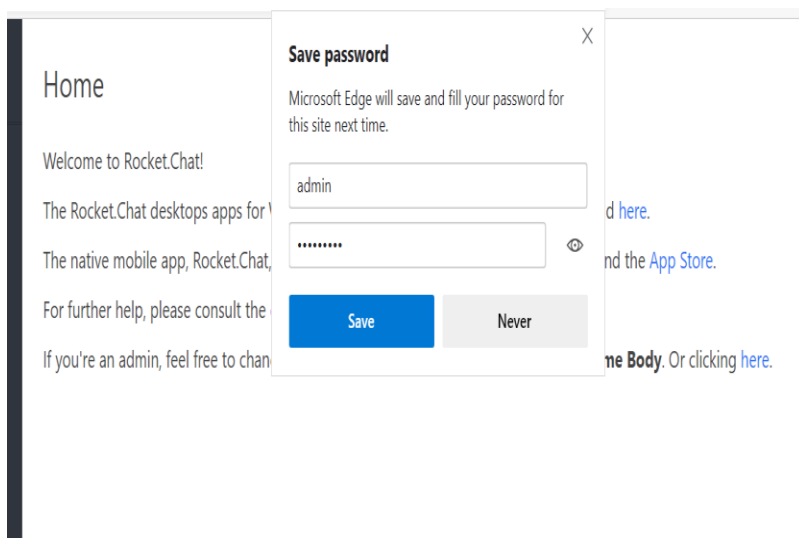 X
Save password
Microsoft Edge will save and fill your password for
this site next time.
admin
•••••••••
Save
Never
Home
Welcome to Rocket.Chat!
The Rocket.Chat desktops apps for d here.
The native mobile app, Rocket.Chat, nd the App Store.
For further help, please consult the
If you're an admin, feel free to chan me Body. Or clicking here.